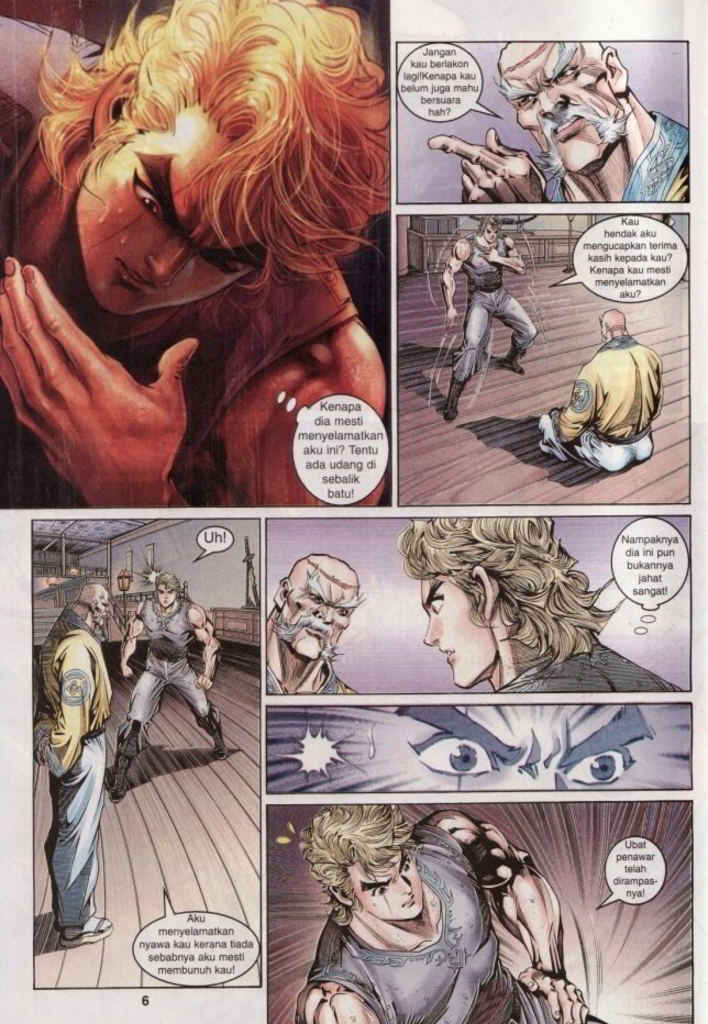 Kenapa
dia mesti
menyelamatkan
aku ini? Tentu
ada udang di
sebalik
batu!
Jangan
kau berlakon
lagi!Kenapa kau
belum juga mahu
bersuara
hah?
Kau
hendak aku
mengucapkan terima
kasih kepada kau?
Kenapa kau mesti
menyelamatkan
aku?
Uh!
Aku
menyelamatkan
nyawa kau kerana tiada
sebabnya aku mesti
membunuh kau!
Nampaknya
dia ini pun
bukannya
jahat
sangat!
Ubat
penawar
telah
dirampas-
nya!
6